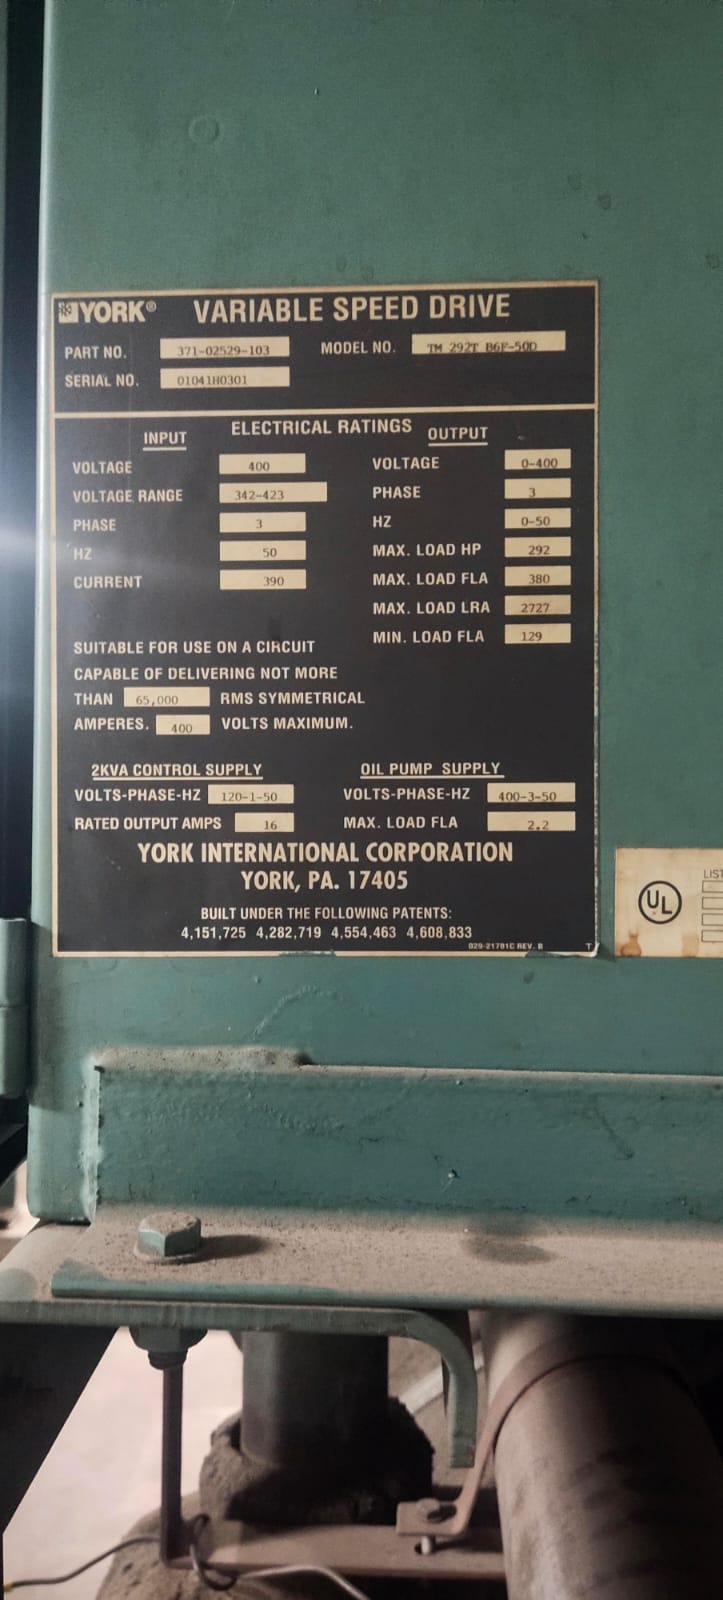 YORK® VARIABLE SPEED DRIVE
PART NO. 371-02529-103 MODEL NO. TM 292T B6F-50D
SERIAL NO. 01041H0301
ELECTRICAL RATINGS
INPUT
VOLTAGE 400
VOLTAGE RANGE 342-423
PHASE 3
HZ 50
CURRENT 390
OUTPUT
VOLTAGE 0-400
PHASE 3
HZ 0-50
MAX. LOAD HP 292
MAX. LOAD FLA 380
MAX. LOAD LRA 2727
MIN. LOAD FLA 129
SUITABLE FOR USE ON A CIRCUIT
CAPABLE OF DELIVERING NOT MORE
THAN 65,000 RMS SYMMETRICAL
AMPERES. 400 VOLTS MAXIMUM.
2KVA CONTROL SUPPLY
VOLTS-PHASE-HZ 120-1-50
RATED OUTPUT AMPS 16
OIL PUMP SUPPLY
VOLTS-PHASE-HZ 400-3-50
MAX. LOAD FLA 2.2
YORK INTERNATIONAL CORPORATION
YORK, PA. 17405
BUILT UNDER THE FOLLOWING PATENTS:
4,151,725 4,282,719 4,554,463 4,608,833
029-21781C REV. B T
UL
LIST